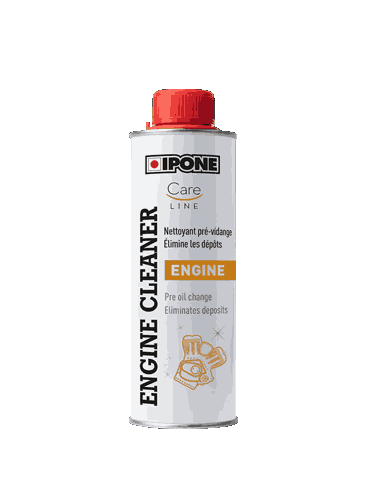 IPONE
Care
LINE
Nettoyant pré-vidange
Élimine les dépôts
ENGINE
Pre oil change
Eliminates deposits
ENGINE CLEANER